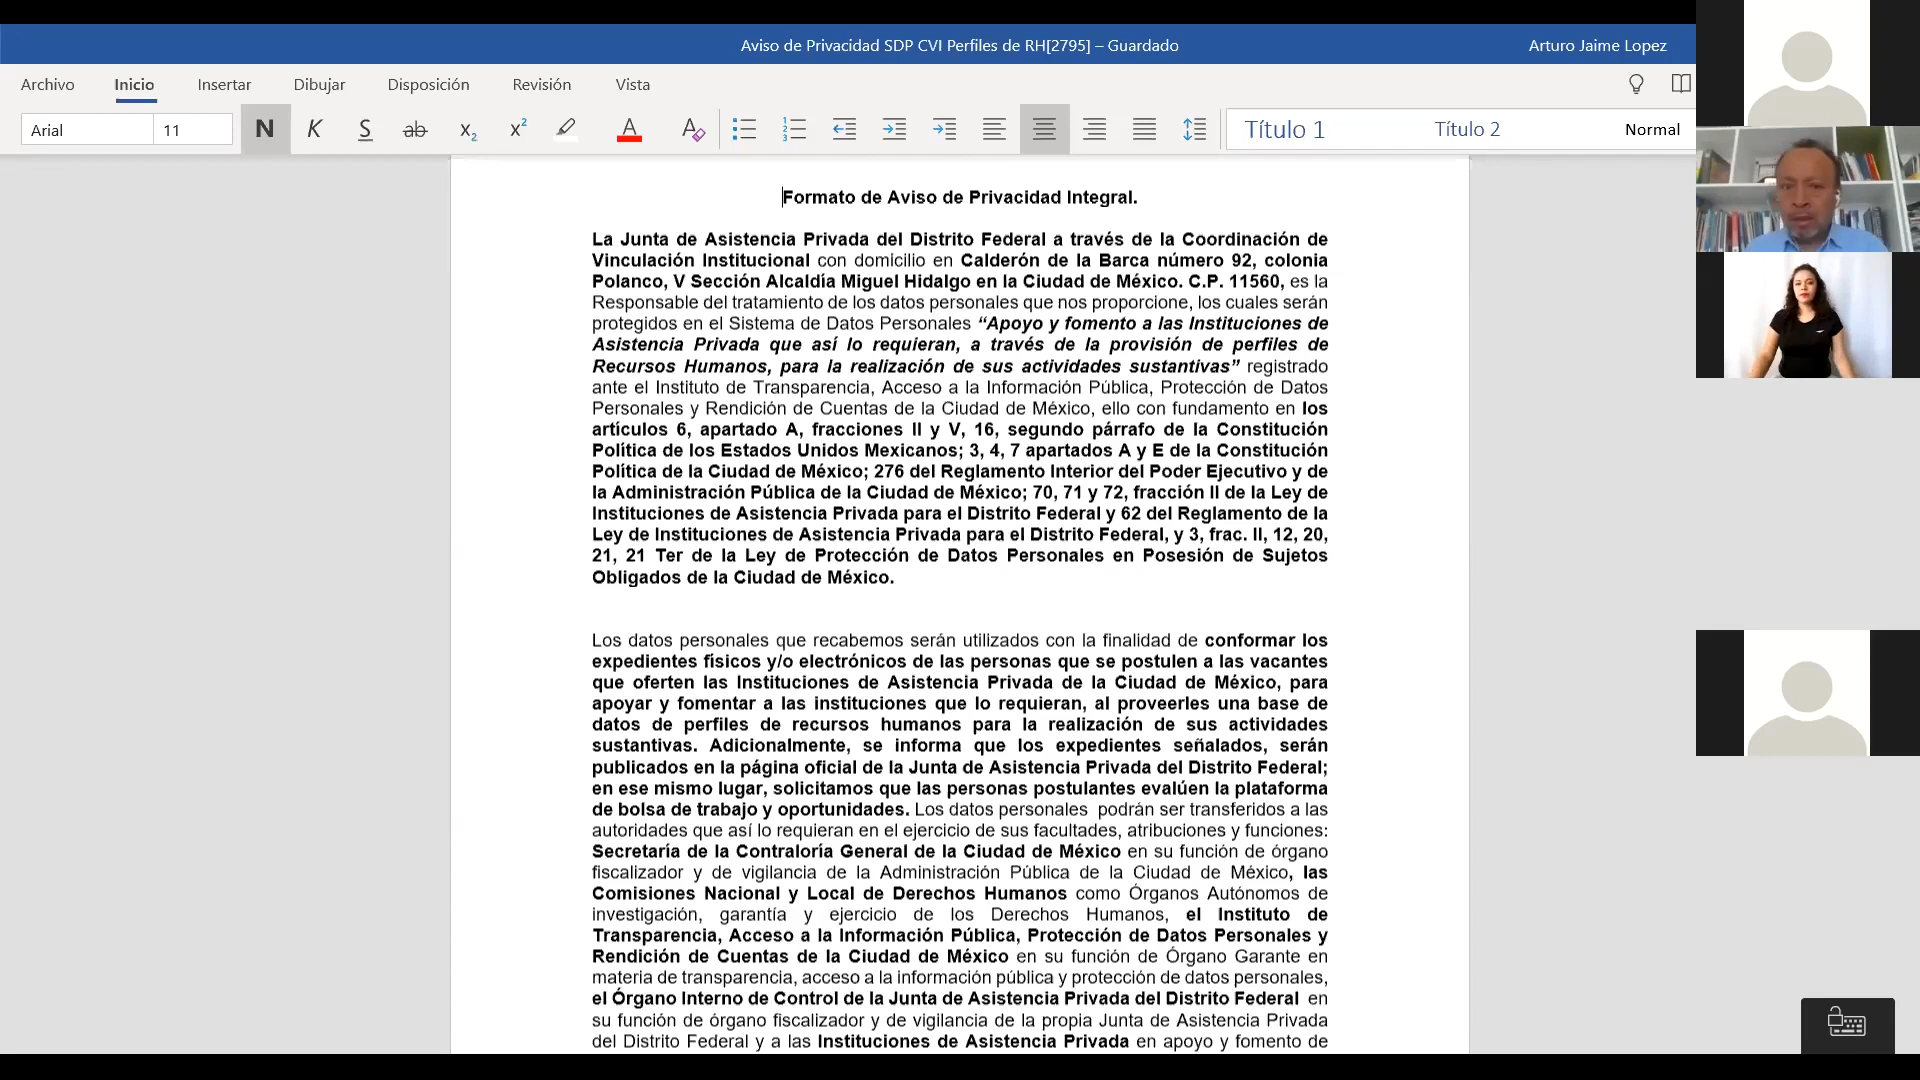 Aviso de Privacidad SDP CVI Perfiles de RH[2795] – Guardado
Arturo Jaime Lopez
Archivo Inicio Insertar Dibujar Disposición Revisión Vista
Arial 11 N K S ab X2 X2 A A Título 1 Título 2 Normal
Formato de Aviso de Privacidad Integral.
La Junta de Asistencia Privada del Distrito Federal a través de la Coordinación de
Vinculación Institucional con domicilio en Calderón de la Barca número 92, colonia
Polanco, V Sección Alcaldía Miguel Hidalgo en la Ciudad de México. C.P. 11560, es la
Responsable del tratamiento de los datos personales que nos proporcione, los cuales serán
protegidos en el Sistema de Datos Personales “Apoyo y fomento a las Instituciones de
Asistencia Privada que así lo requieran, a través de la provisión de perfiles de
Recursos Humanos, para la realización de sus actividades sustantivas” registrado
ante el Instituto de Transparencia, Acceso a la Información Pública, Protección de Datos
Personales y Rendición de Cuentas de la Ciudad de México, ello con fundamento en los
artículos 6, apartado A, fracciones II y V, 16, segundo párrafo de la Constitución
Política de los Estados Unidos Mexicanos; 3, 4, 7 apartados A y E de la Constitución
Política de la Ciudad de México; 276 del Reglamento Interior del Poder Ejecutivo y de
la Administración Pública de la Ciudad de México; 70, 71 y 72, fracción II de la Ley de
Instituciones de Asistencia Privada para el Distrito Federal y 62 del Reglamento de la
Ley de Instituciones de Asistencia Privada para el Distrito Federal, y 3, frac. II, 12, 20,
21, 21 Ter de la Ley de Protección de Datos Personales en Posesión de Sujetos
Obligados de la Ciudad de México.
Los datos personales que recabemos serán utilizados con la finalidad de conformar los
expedientes físicos y/o electrónicos de las personas que se postulen a las vacantes
que oferten las Instituciones de Asistencia Privada de la Ciudad de México, para
apoyar y fomentar a las instituciones que lo requieran, al proveerles una base de
datos de perfiles de recursos humanos para la realización de sus actividades
sustantivas. Adicionalmente, se informa que los expedientes señalados, serán
publicados en la página oficial de la Junta de Asistencia Privada del Distrito Federal;
en ese mismo lugar, solicitamos que las personas postulantes evalúen la plataforma
de bolsa de trabajo y oportunidades. Los datos personales podrán ser transferidos a las
autoridades que así lo requieran en el ejercicio de sus facultades, atribuciones y funciones:
Secretaría de la Contraloría General de la Ciudad de México en su función de órgano
fiscalizador y de vigilancia de la Administración Pública de la Ciudad de México, las
Comisiones Nacional y Local de Derechos Humanos como Órganos Autónomos de
investigación, garantía y ejercicio de los Derechos Humanos, el Instituto de
Transparencia, Acceso a la Información Pública, Protección de Datos Personales y
Rendición de Cuentas de la Ciudad de México en su función de Órgano Garante en
materia de transparencia, acceso a la información pública y protección de datos personales,
el Órgano Interno de Control de la Junta de Asistencia Privada del Distrito Federal en
su función de órgano fiscalizador y de vigilancia de la propia Junta de Asistencia Privada
del Distrito Federal y a las Instituciones de Asistencia Privada en apoyo y fomento de